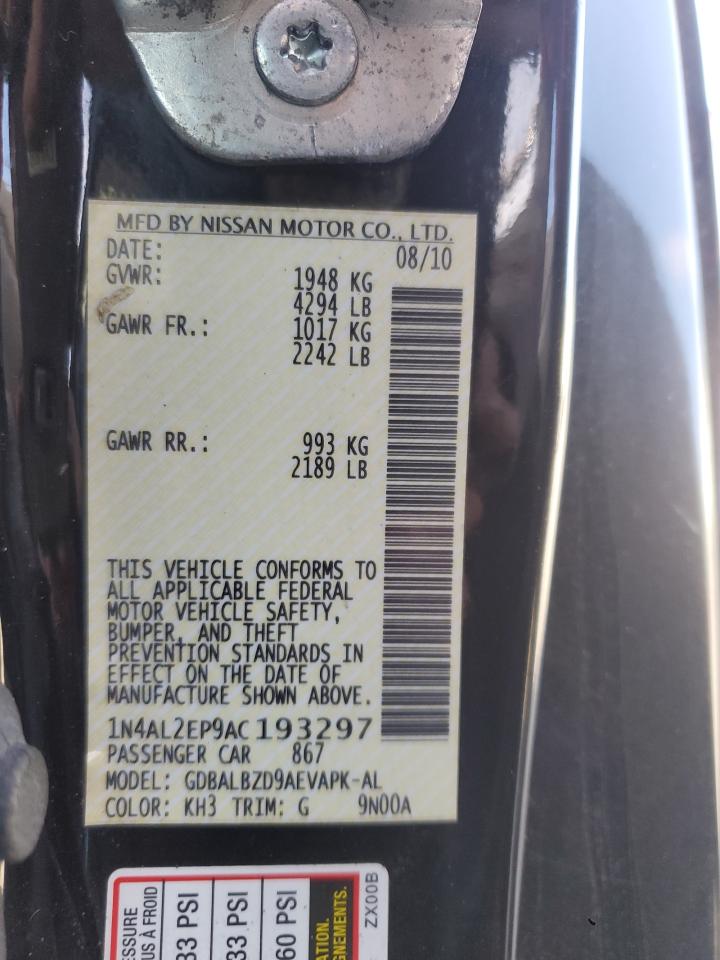 MFD BY NISSAN MOTOR CO., LTD.
DATE: 08/10
GVWR: 1948 KG
4294 LB
GAWR FR.: 1017 KG
2242 LB
GAWR RR.: 993 KG
2189 LB
THIS VEHICLE CONFORMS TO
ALL APPLICABLE FEDERAL
MOTOR VEHICLE SAFETY,
BUMPER, AND THEFT
PREVENTION STANDARDS IN
EFFECT ON THE DATE OF
MANUFACTURE SHOWN ABOVE.
1N4AL2EP9AC193297
PASSENGER CAR 867
MODEL: GDBALBZD9AEVAPK-AL
COLOR: KH3 TRIM: G 9N00A
À FROID
33 PSI
33 PSI
60 PSI
ZX00B